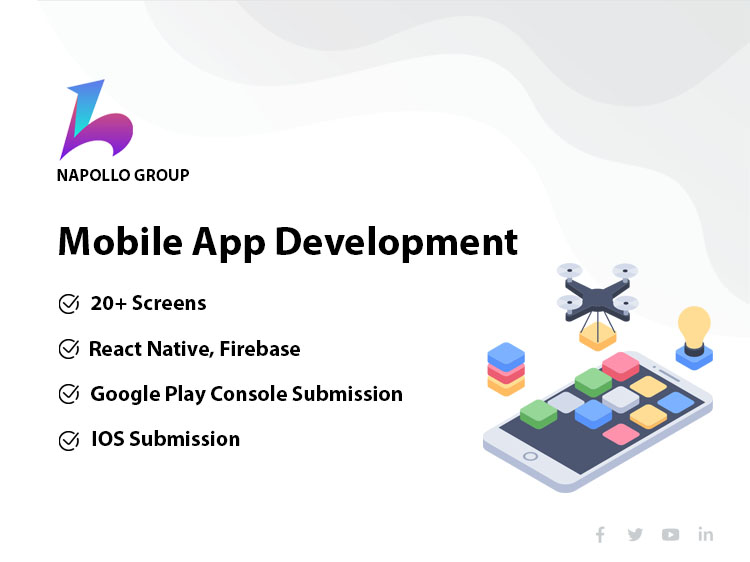 NAPOLLO GROUP
Mobile App Development
20+ Screens
React Native, Firebase
Google Play Console Submission
IOS Submission